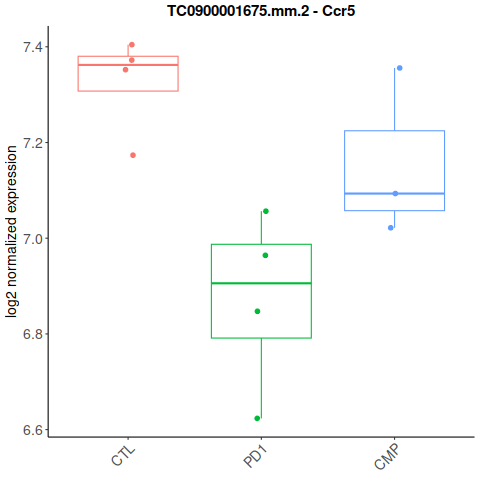 TC0900001675.mm.2 - Ccr5
log2 normalized expression
7.4
7.2
7.0
6.8
6.6
CTL
PD1
CMP